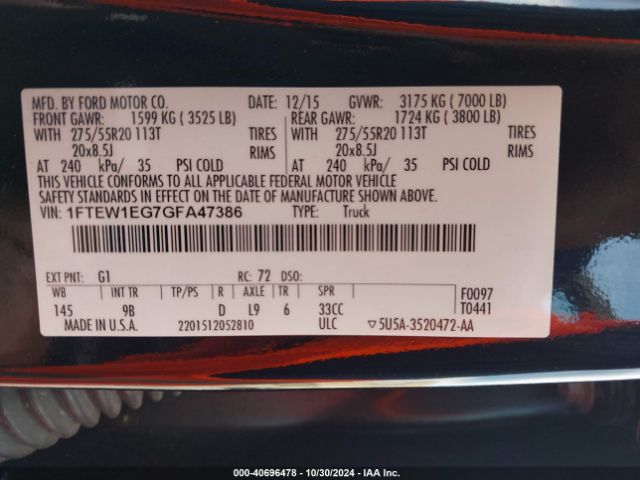 MFD. BY FORD MOTOR CO. DATE: 12/15 GVWR: 3175 KG ( 7000 LB)
FRONT GAWR: 1599 KG ( 3525 LB) REAR GAWR: 1724 KG ( 3800 LB)
WITH 275/55R20 113T TIRES WITH 275/55R20 113T TIRES
20x8.5J RIMS 20x8.5J RIMS
AT 240 kPa/ 35 PSI COLD AT 240 kPa/ 35 PSI COLD
THIS VEHICLE CONFORMS TO ALL APPLICABLE FEDERAL MOTOR VEHICLE
SAFETY STANDARDS IN EFFECT ON THE DATE OF MANUFACTURE SHOWN ABOVE.
VIN: 1FTEW1EG7GFA47386 TYPE: Truck
EXT PNT: G1 RC: 72 DSO:
WB INT TR TP/PS R AXLE TR SPR F0097
145 9B D L9 6 33CC T0441
MADE IN U.S.A. 2201512052810 ULC ▽5U5A-3520472-AA
000-40696478 - 10/30/2024 - IAA Inc.